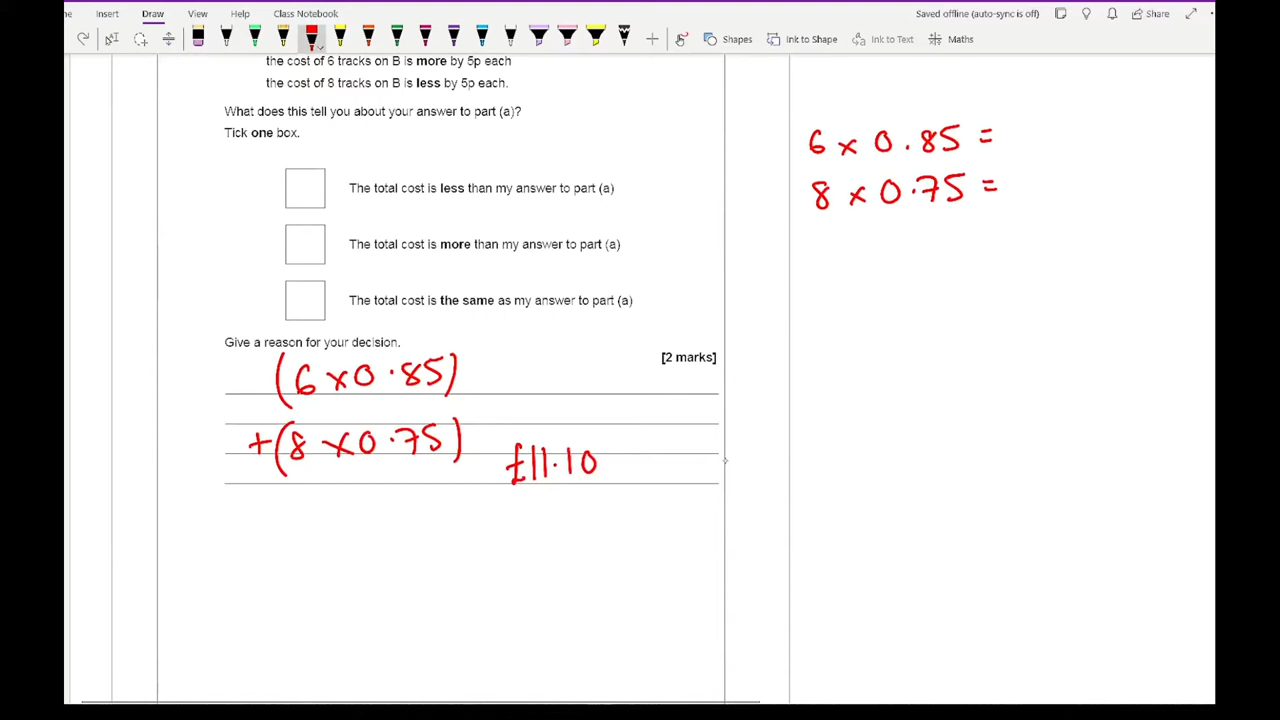 me Insert Draw View Help Class Notebook Saved offline (auto-sync is off) Share
Shapes Ink to Shape Ink to Text Maths
the cost of 6 tracks on B is more by 5p each
the cost of 8 tracks on B is less by 5p each.
What does this tell you about your answer to part (a)?
Tick one box.
6 x 0.85 =
8 x 0.75 =
The total cost is less than my answer to part (a)
The total cost is more than my answer to part (a)
The total cost is the same as my answer to part (a)
Give a reason for your decision.
[2 marks]
(6 x 0.85)
+ (8 x 0.75)
£11.10